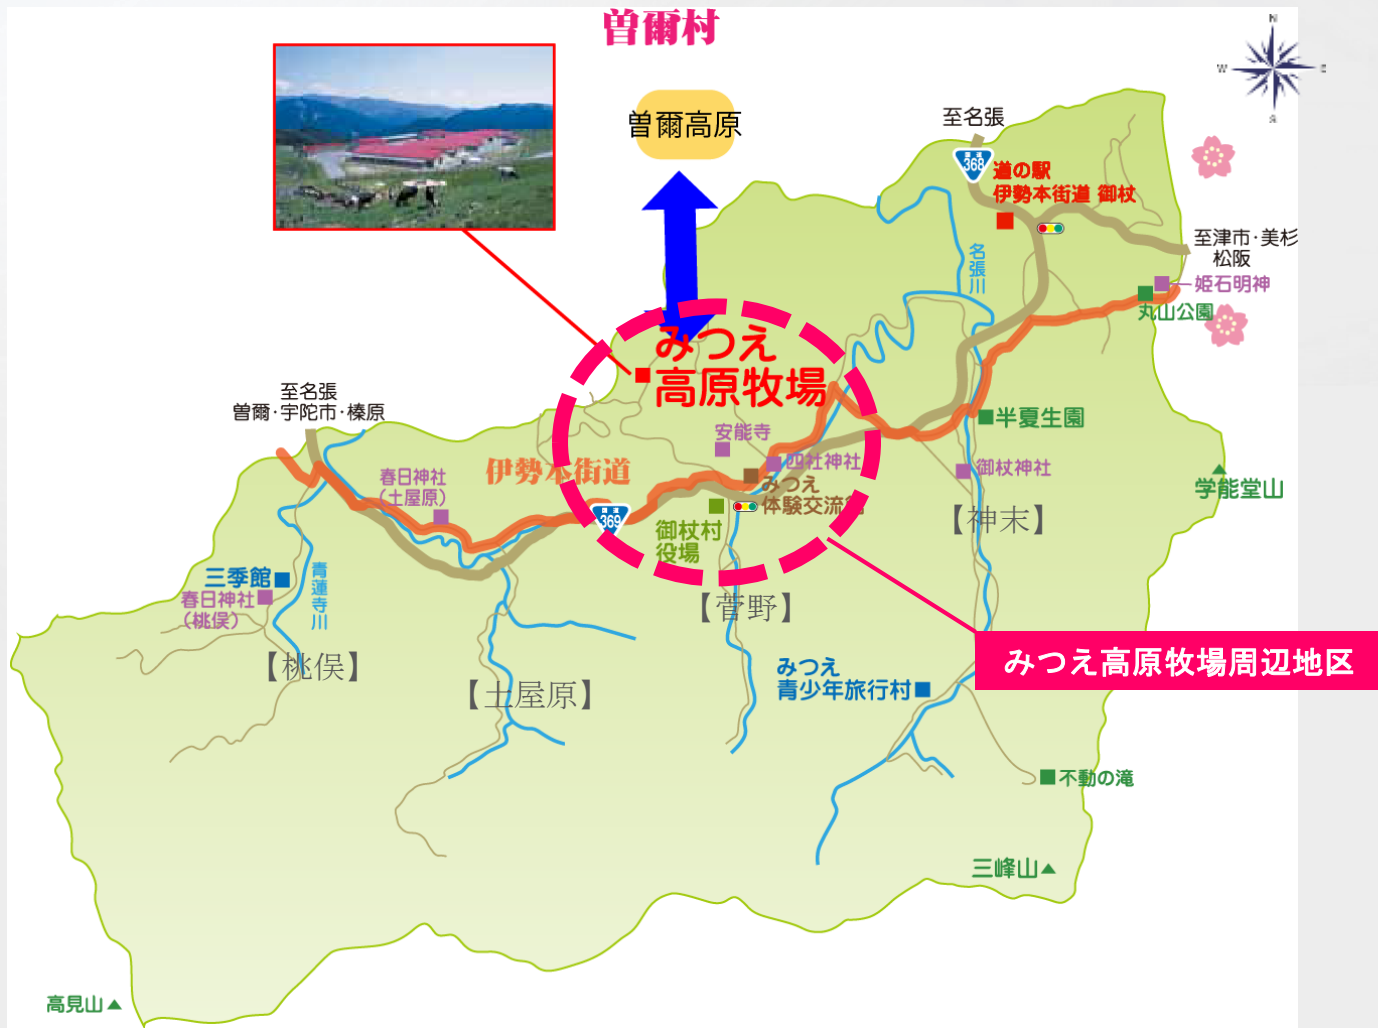 曽爾村
N
W
E
S
曽爾高原
至名張
国道
368
道の駅
伊勢本街道 御杖
名張川
至津市・美杉
松阪
姫石明神
丸山公園
みつえ
高原牧場
至名張
曽爾・宇陀市・榛原
半夏生園
安能寺
四社神社
御杖神社
伊勢本街道
春日神社
(土屋原)
みつえ
体験交流館
学能堂山
国道
369
御杖村
役場
【神末】
三季館
春日神社
(桃俣)
青蓮寺川
【菅野】
【桃俣】
【土屋原】
みつえ
青少年旅行村
みつえ高原牧場周辺地区
不動の滝
三峰山
高見山